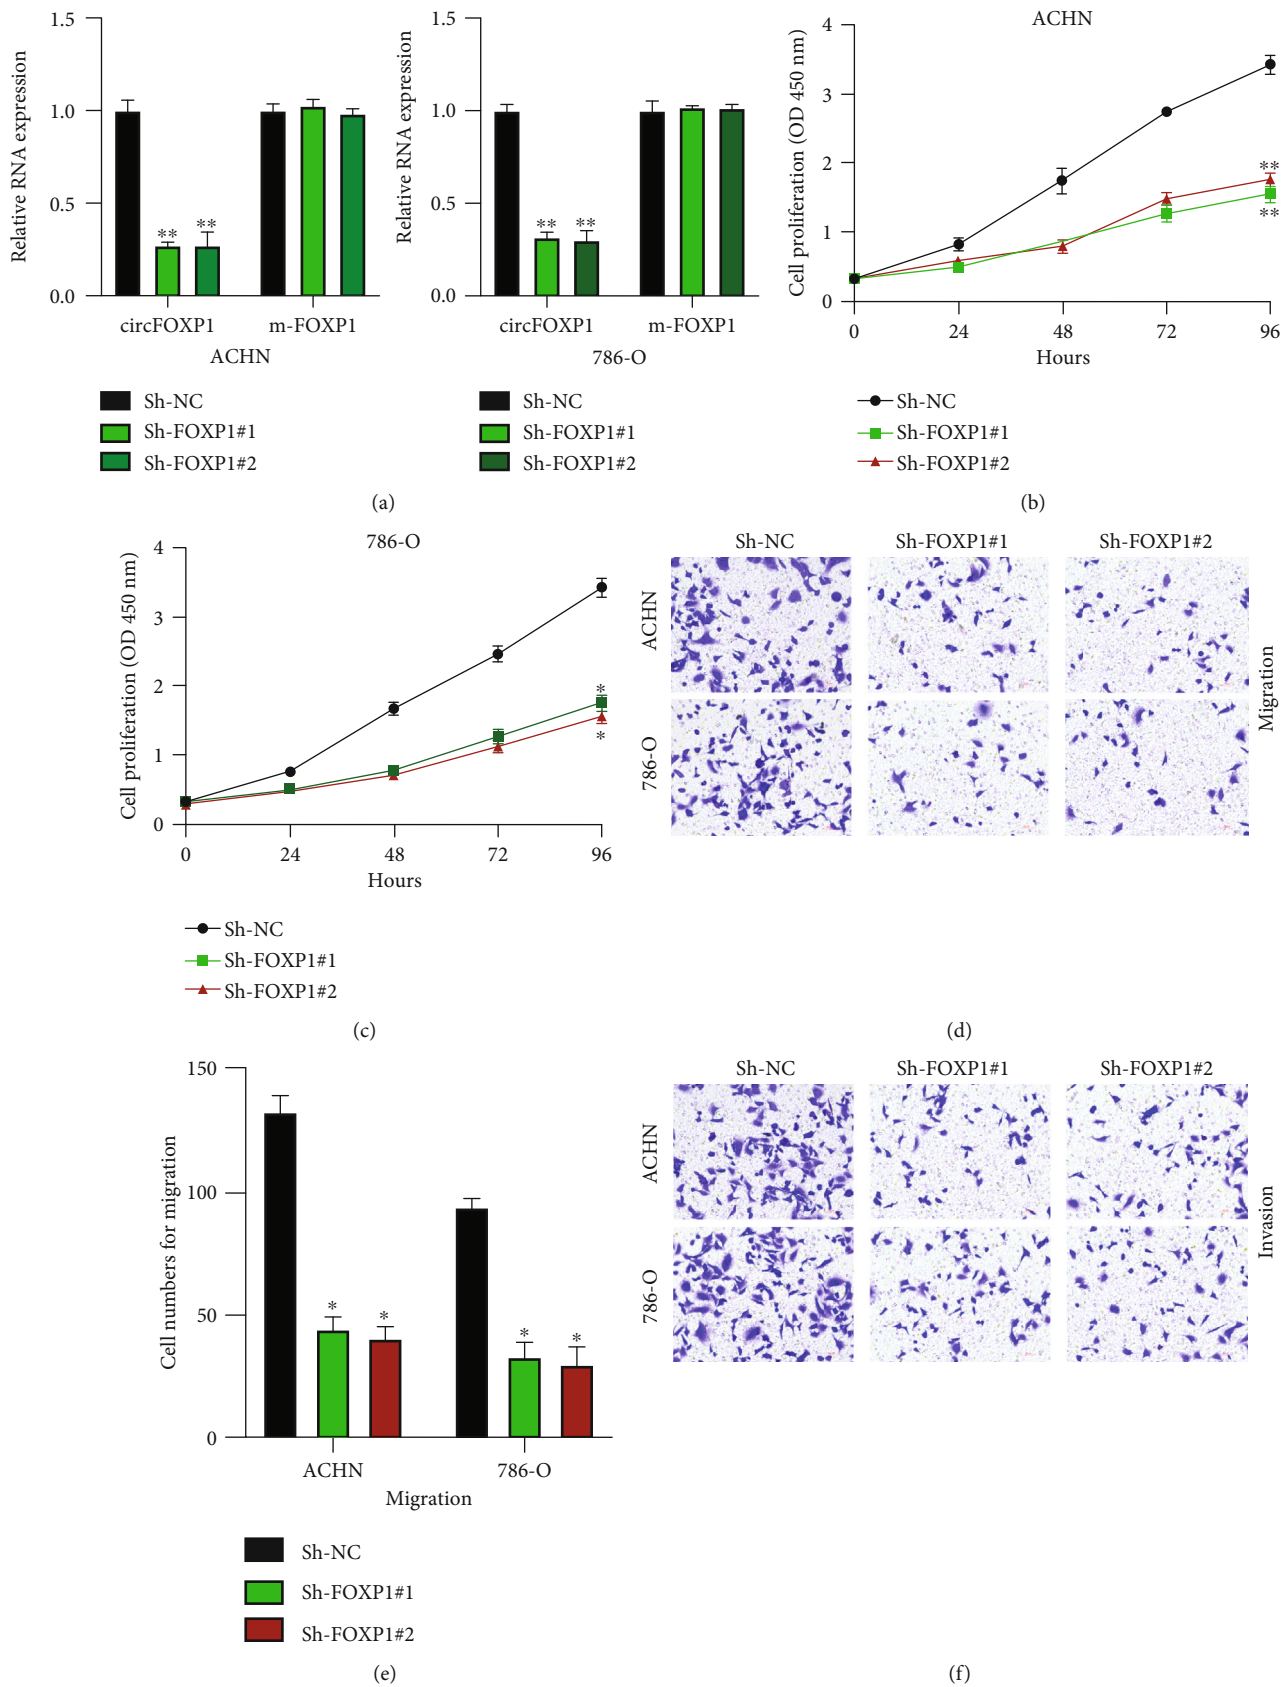 1.5
1.0
0.5
0.0
Relative RNA expression
**
**
circFOXP1
m-FOXP1
ACHN
Sh-NC
Sh-FOXP1#1
Sh-FOXP1#2
1.5
1.0
0.5
0.0
Relative RNA expression
**
**
circFOXP1
m-FOXP1
786-O
Sh-NC
Sh-FOXP1#1
Sh-FOXP1#2
(a)
ACHN
4
3
2
1
0
Cell proliferation (OD 450 nm)
**
**
0 24 48 72 96
Hours
Sh-NC
Sh-FOXP1#1
Sh-FOXP1#2
(b)
786-O
4
3
2
1
0
Cell proliferation (OD 450 nm)
*
*
0 24 48 72 96
Hours
Sh-NC
Sh-FOXP1#1
Sh-FOXP1#2
(c)
Sh-NC Sh-FOXP1#1 Sh-FOXP1#2
ACHN
786-O
Migration
(d)
150
100
50
0
Cell numbers for migration
*
*
*
*
ACHN 786-O
Migration
Sh-NC
Sh-FOXP1#1
Sh-FOXP1#2
(e)
Sh-NC Sh-FOXP1#1 Sh-FOXP1#2
ACHN
786-O
Invasion
(f)